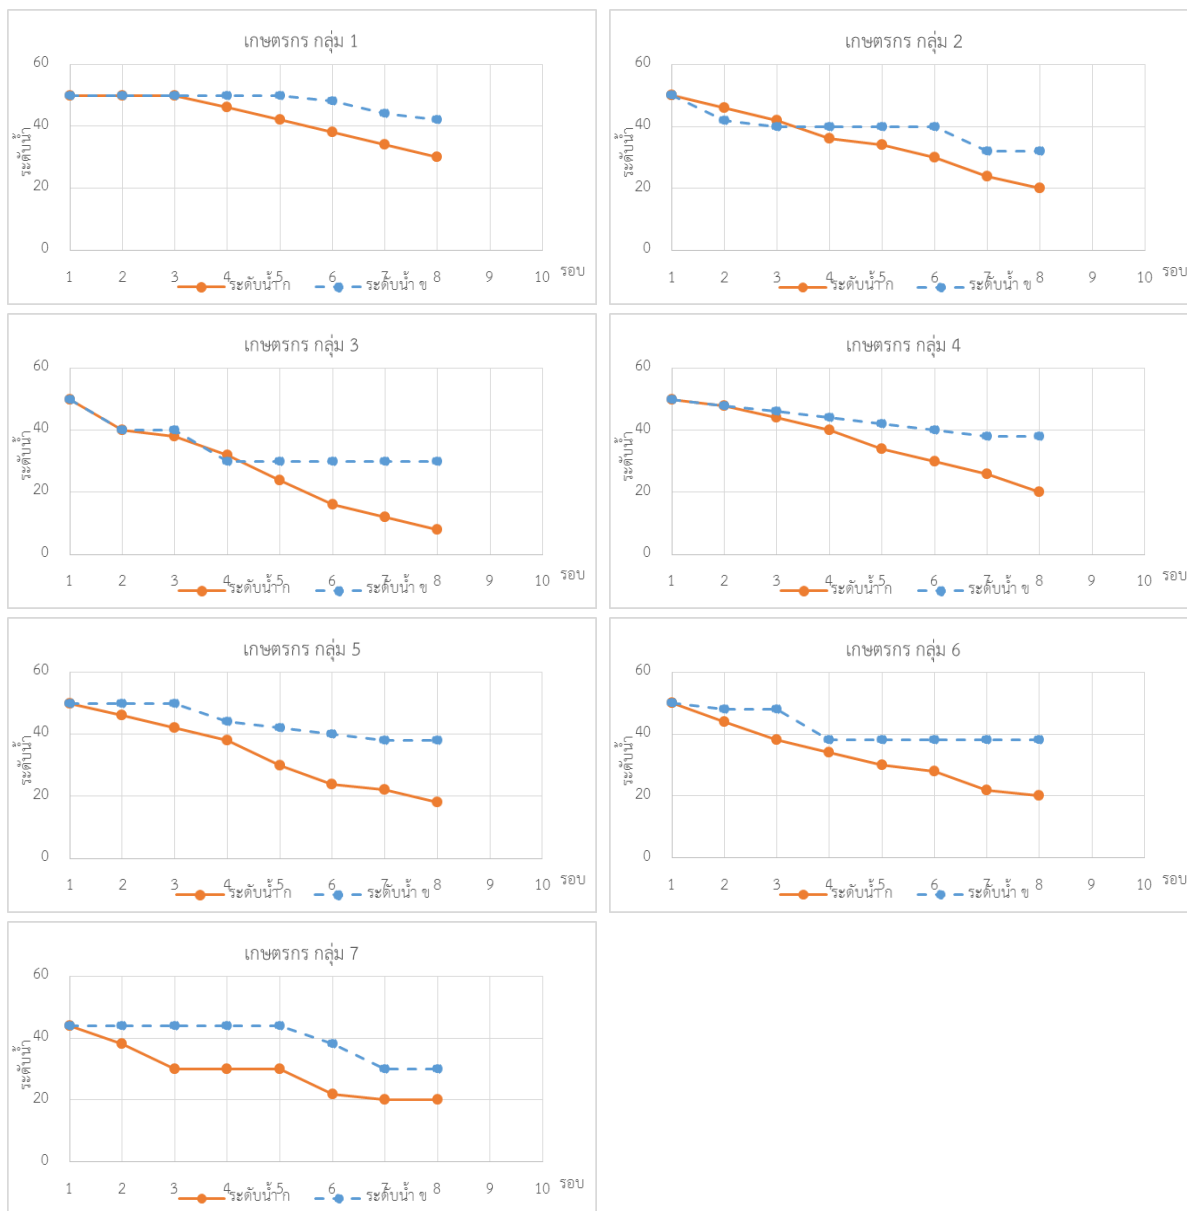 เกษตรกร กลุ่ม 1
60
40
20
0
ระดับน้ำ
1 2 3 4 5 6 7 8 9 10 รอบ
ระดับน้ำ ก ระดับน้ำ ข
เกษตรกร กลุ่ม 2
60
40
20
0
ระดับน้ำ
1 2 3 4 5 6 7 8 9 10 รอบ
ระดับน้ำ ก ระดับน้ำ ข
เกษตรกร กลุ่ม 3
60
40
20
0
ระดับน้ำ
1 2 3 4 5 6 7 8 9 10 รอบ
ระดับน้ำ ก ระดับน้ำ ข
เกษตรกร กลุ่ม 4
60
40
20
0
ระดับน้ำ
1 2 3 4 5 6 7 8 9 10 รอบ
ระดับน้ำ ก ระดับน้ำ ข
เกษตรกร กลุ่ม 5
60
40
20
0
ระดับน้ำ
1 2 3 4 5 6 7 8 9 10 รอบ
ระดับน้ำ ก ระดับน้ำ ข
เกษตรกร กลุ่ม 6
60
40
20
0
ระดับน้ำ
1 2 3 4 5 6 7 8 9 10 รอบ
ระดับน้ำ ก ระดับน้ำ ข
เกษตรกร กลุ่ม 7
60
40
20
0
ระดับน้ำ
1 2 3 4 5 6 7 8 9 10 รอบ
ระดับน้ำ ก ระดับน้ำ ข